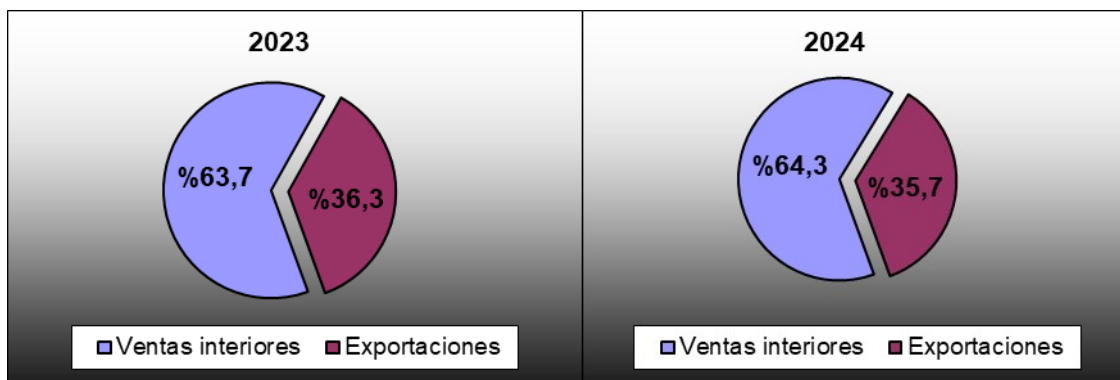 2023
%63,7
%36,3
Ventas interiores
Exportaciones
2024
%64,3
%35,7
Ventas interiores
Exportaciones